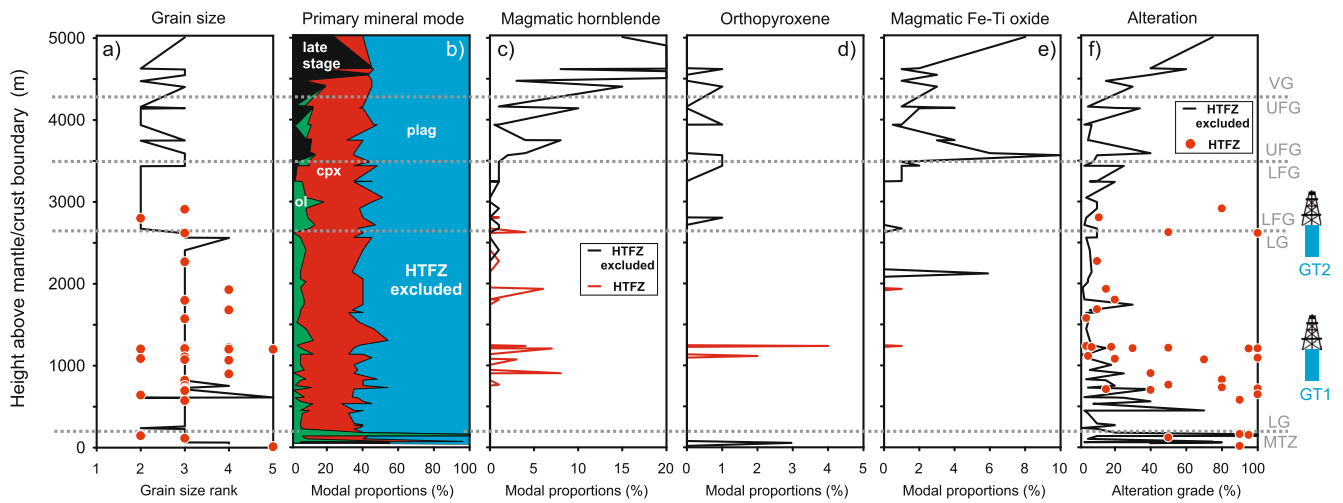 Grain size
Primary mineral mode
Magmatic hornblende
Orthopyroxene
Magmatic Fe-Ti oxide
Alteration
Height above mantle/crust boundary (m)
5000
4000
3000
2000
1000
0
a)
late
stage
b)
plag
cpx
ol
HTFZ
excluded
c)
HTFZ
excluded
HTFZ
d)
e)
f)
HTFZ
excluded
HTFZ
VG
UFG
UFG
LFG
LFG
LG
LG
MTZ
GT2
GT1
1 2 3 4 5
0 20 40 60 80 100
0 5 10 15 20
0 1 2 3 4 5
0 2 4 6 8 10
0 20 40 60 80 100
Grain size rank
Modal proportions (%)
Modal proportions (%)
Modal proportions (%)
Modal proportions (%)
Alteration grade (%)